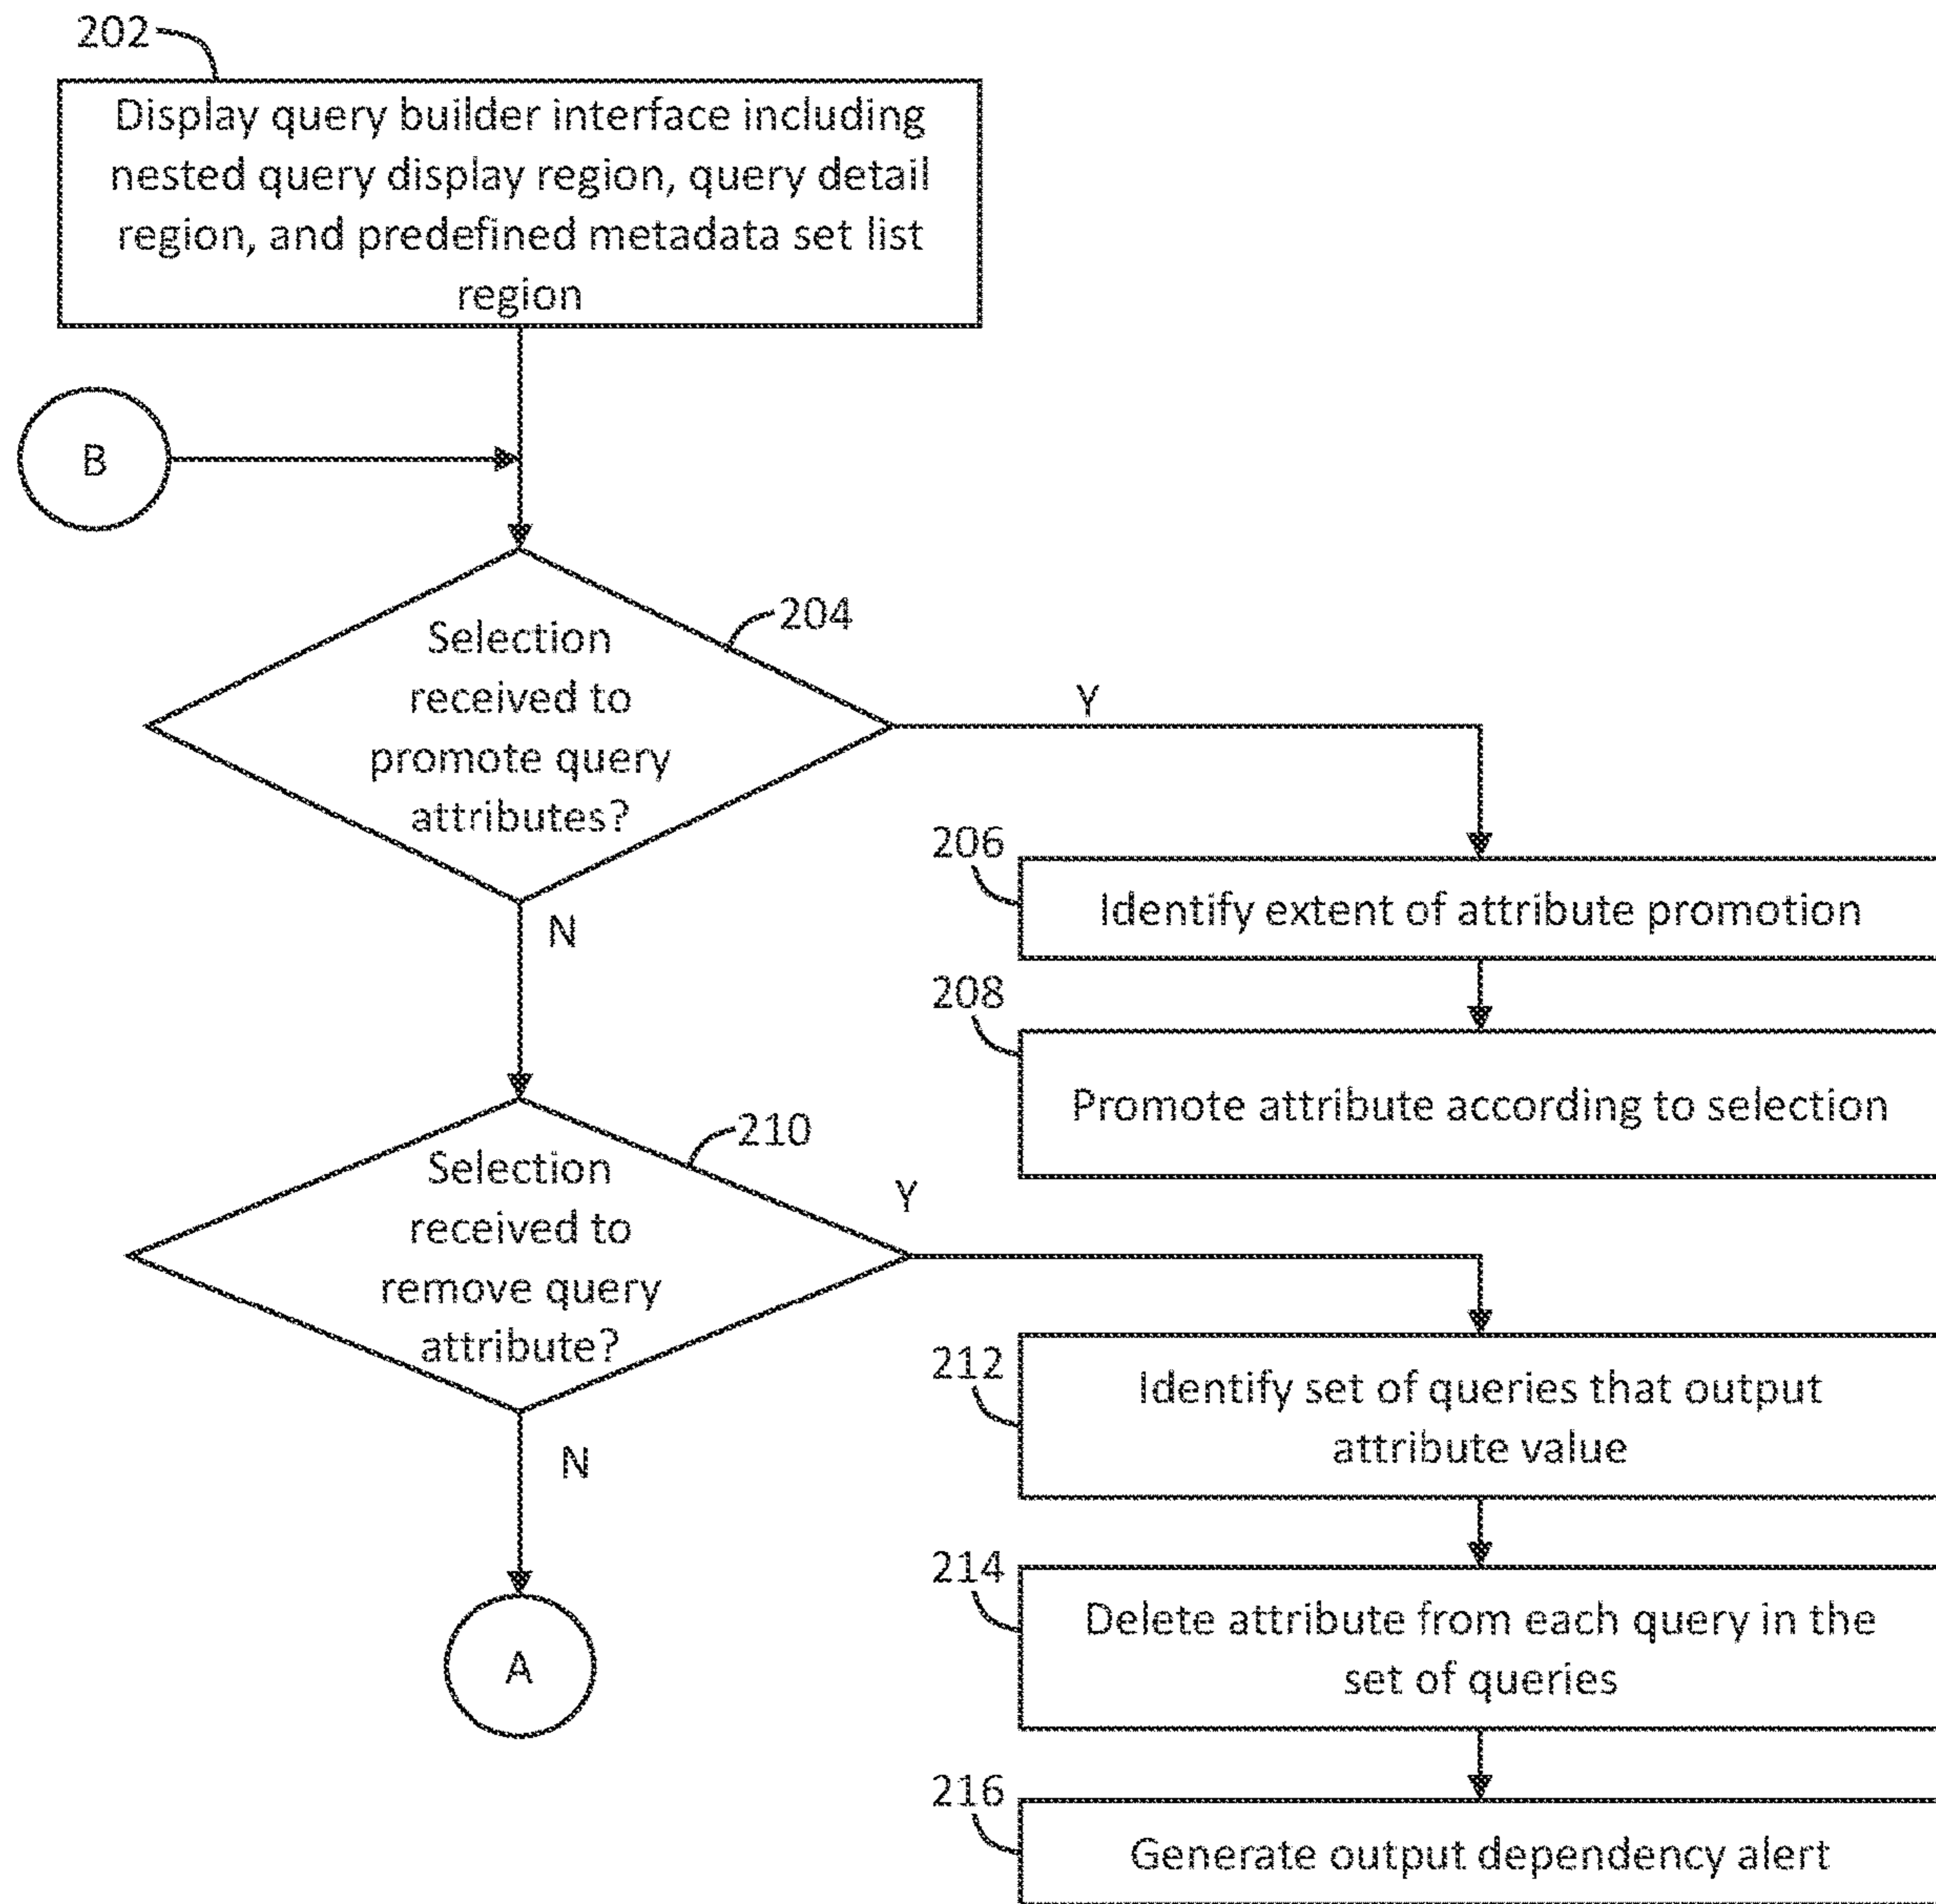 202
Display query builder interface including
nested query display region, query detail
region, and predefined metadata set list
region
B
204
Selection
received to
promote query
attributes?
Y
N
206
Identify extent of attribute promotion
208
Promote attribute according to selection
210
Selection
received to
remove query
attribute?
Y
N
212
Identify set of queries that output
attribute value
214
Delete attribute from each query in the
set of queries
A
216
Generate output dependency alert